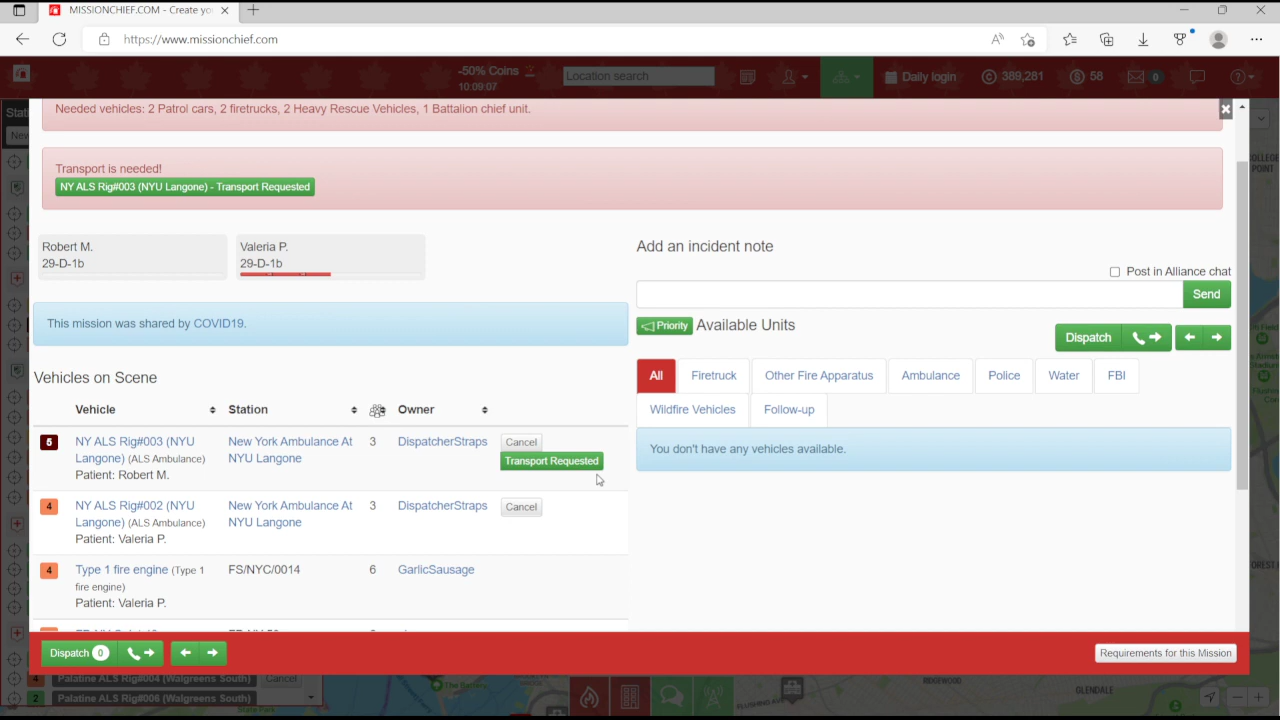 MISSIONCHIEF.COM - Create yo
https://www.missionchief.com
-50% Coins
10:09:07
Location search
Daily login
389,281
58
0
Needed vehicles: 2 Patrol cars, 2 firetrucks, 2 Heavy Rescue Vehicles, 1 Battalion chief unit.
Transport is needed!
NY ALS Rig#003 (NYU Langone) - Transport Requested
Robert M.
29-D-1b
Valeria P.
29-D-1b
Add an incident note
Post in Alliance chat
Send
This mission was shared by COVID19.
Priority Available Units
Dispatch
All Firetruck Other Fire Apparatus Ambulance Police Water FBI
Wildfire Vehicles Follow-up
You don't have any vehicles available.
Vehicles on Scene
Vehicle Station Owner
5 NY ALS Rig#003 (NYU New York Ambulance At 3 DispatcherStraps Cancel
Langone) (ALS Ambulance) NYU Langone Transport Requested
Patient: Robert M.
4 NY ALS Rig#002 (NYU New York Ambulance At 3 DispatcherStraps Cancel
Langone) (ALS Ambulance) NYU Langone
Patient: Valeria P.
4 Type 1 fire engine (Type 1 FS/NYC/0014 6 GarlicSausage
fire engine)
Patient: Valeria P.
Dispatch 0
Requirements for this Mission
4 Palatine ALS Rig#004 (Walgreens South) Cancel
2 Palatine ALS Rig#006 (Walgreens South)
The Battery
RIDGEWOOD
GLENDALE
COLLEGE
POINT